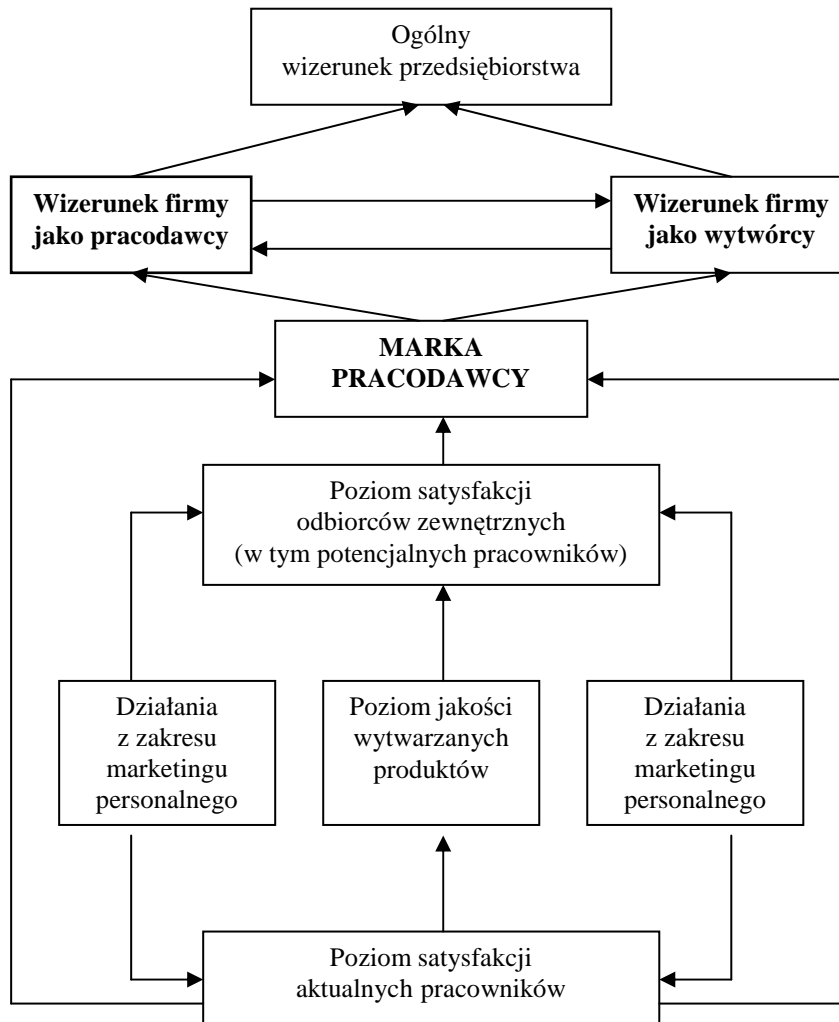 Ogólny
wizerunek przedsiębiorstwa
Wizerunek firmy
jako pracodawcy
Wizerunek firmy
jako wytwórcy
MARKA
PRACODAWCY
Poziom satysfakcji
odbiorców zewnętrznych
(w tym potencjalnych pracowników)
Działania
z zakresu
marketingu
personalnego
Poziom jakości
wytwarzanych
produktów
Działania
z zakresu
marketingu
personalnego
Poziom satysfakcji
aktualnych pracowników